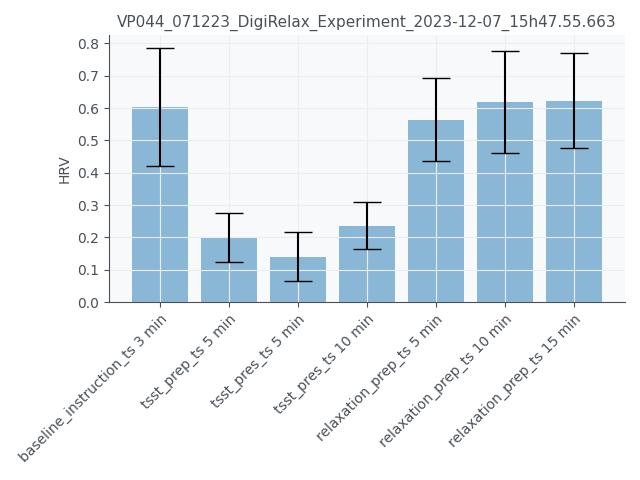 VP044_071223_DigiRelax_Experiment_2023-12-07_15h47.55.663
0.8
0.7
0.6
0.5
0.4
0.3
0.2
0.1
0.0
HRV
baseline_instruction_ts 3 min
tsst_prep_ts 5 min
tsst_pres_ts 5 min
tsst_pres_ts 10 min
relaxation_prep_ts 5 min
relaxation_prep_ts 10 min
relaxation_prep_ts 15 min